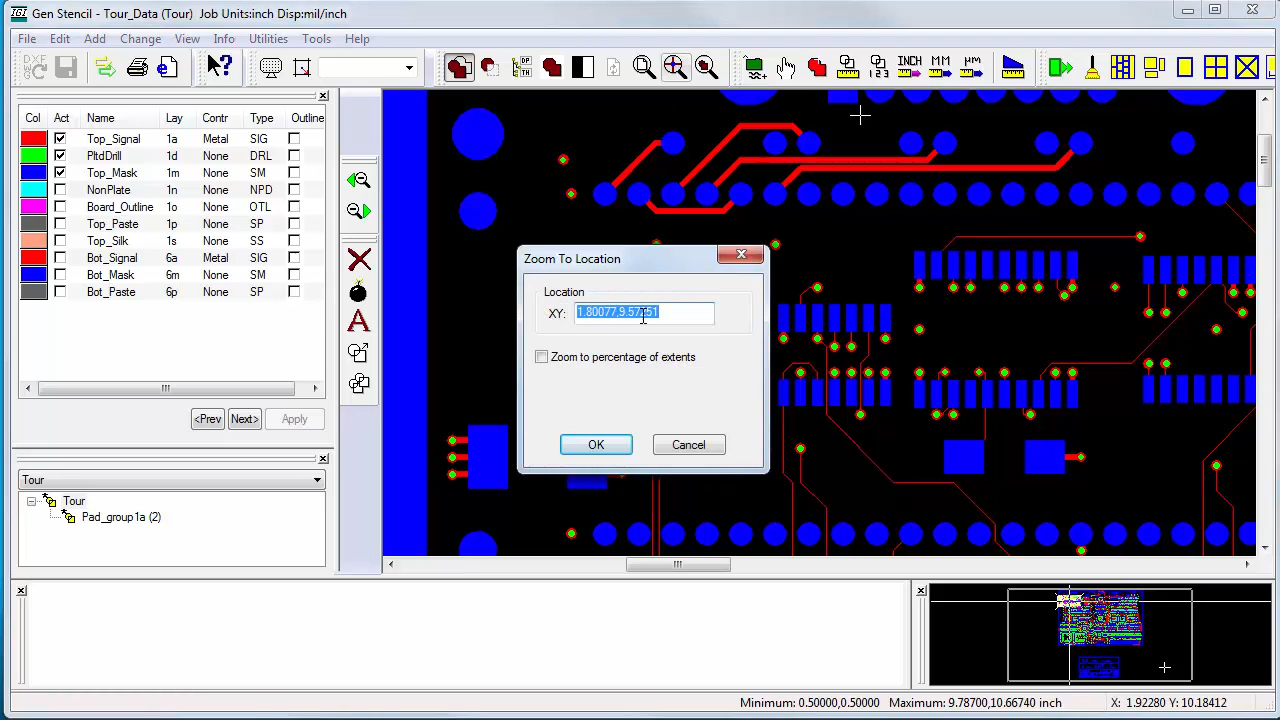 IGI Gen Stencil - Tour_Data (Tour) Job Units:inch Disp:mil/inch
File Edit Add Change View Info Utilities Tools Help
DXF
INCH MM µM
123
Col Act Name Lay Contr Type Outline
Top_Signal 1a Metal SIG
PltdDrill 1d None DRL
Top_Mask 1m None SM
NonPlate 1n None NPD
Board_Outline 1o None OTL
Top_Paste 1p None SP
Top_Silk 1s None SS
Bot_Signal 6a Metal SIG
Bot_Mask 6m None SM
Bot_Paste 6p None SP
<Prev Next> Apply
Tour
Tour
Pad_group1a (2)
Zoom To Location
Location
XY:
Zoom to percentage of extents
OK Cancel
Minimum: 0.50000,0.50000 Maximum: 9.78700,10.66740 inch X: 1.92280 Y: 10.18412